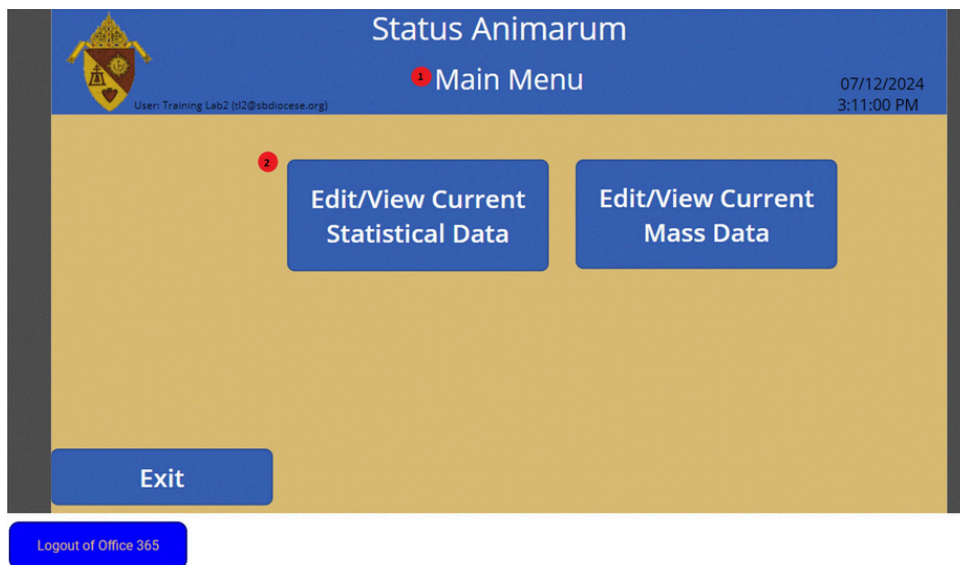 Status Animarum
1 Main Menu
07/12/2024
User: Training Lab2 (tl2@sbdiocese.org)
3:11:00 PM
2
Edit/View Current
Statistical Data
Edit/View Current
Mass Data
Exit
Logout of Office 365